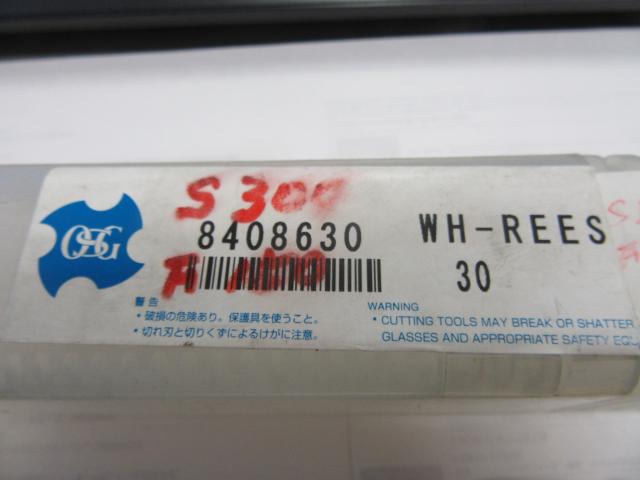 OSG
S 300
8408630
WH-REES
30
警告
・破損の危険あり。保護具を使うこと。
・切れ刃と切りくずによるけがに注意。
WARNING
・CUTTING TOOLS MAY BREAK OR SHATTER.
GLASSES AND APPROPRIATE SAFETY EQU